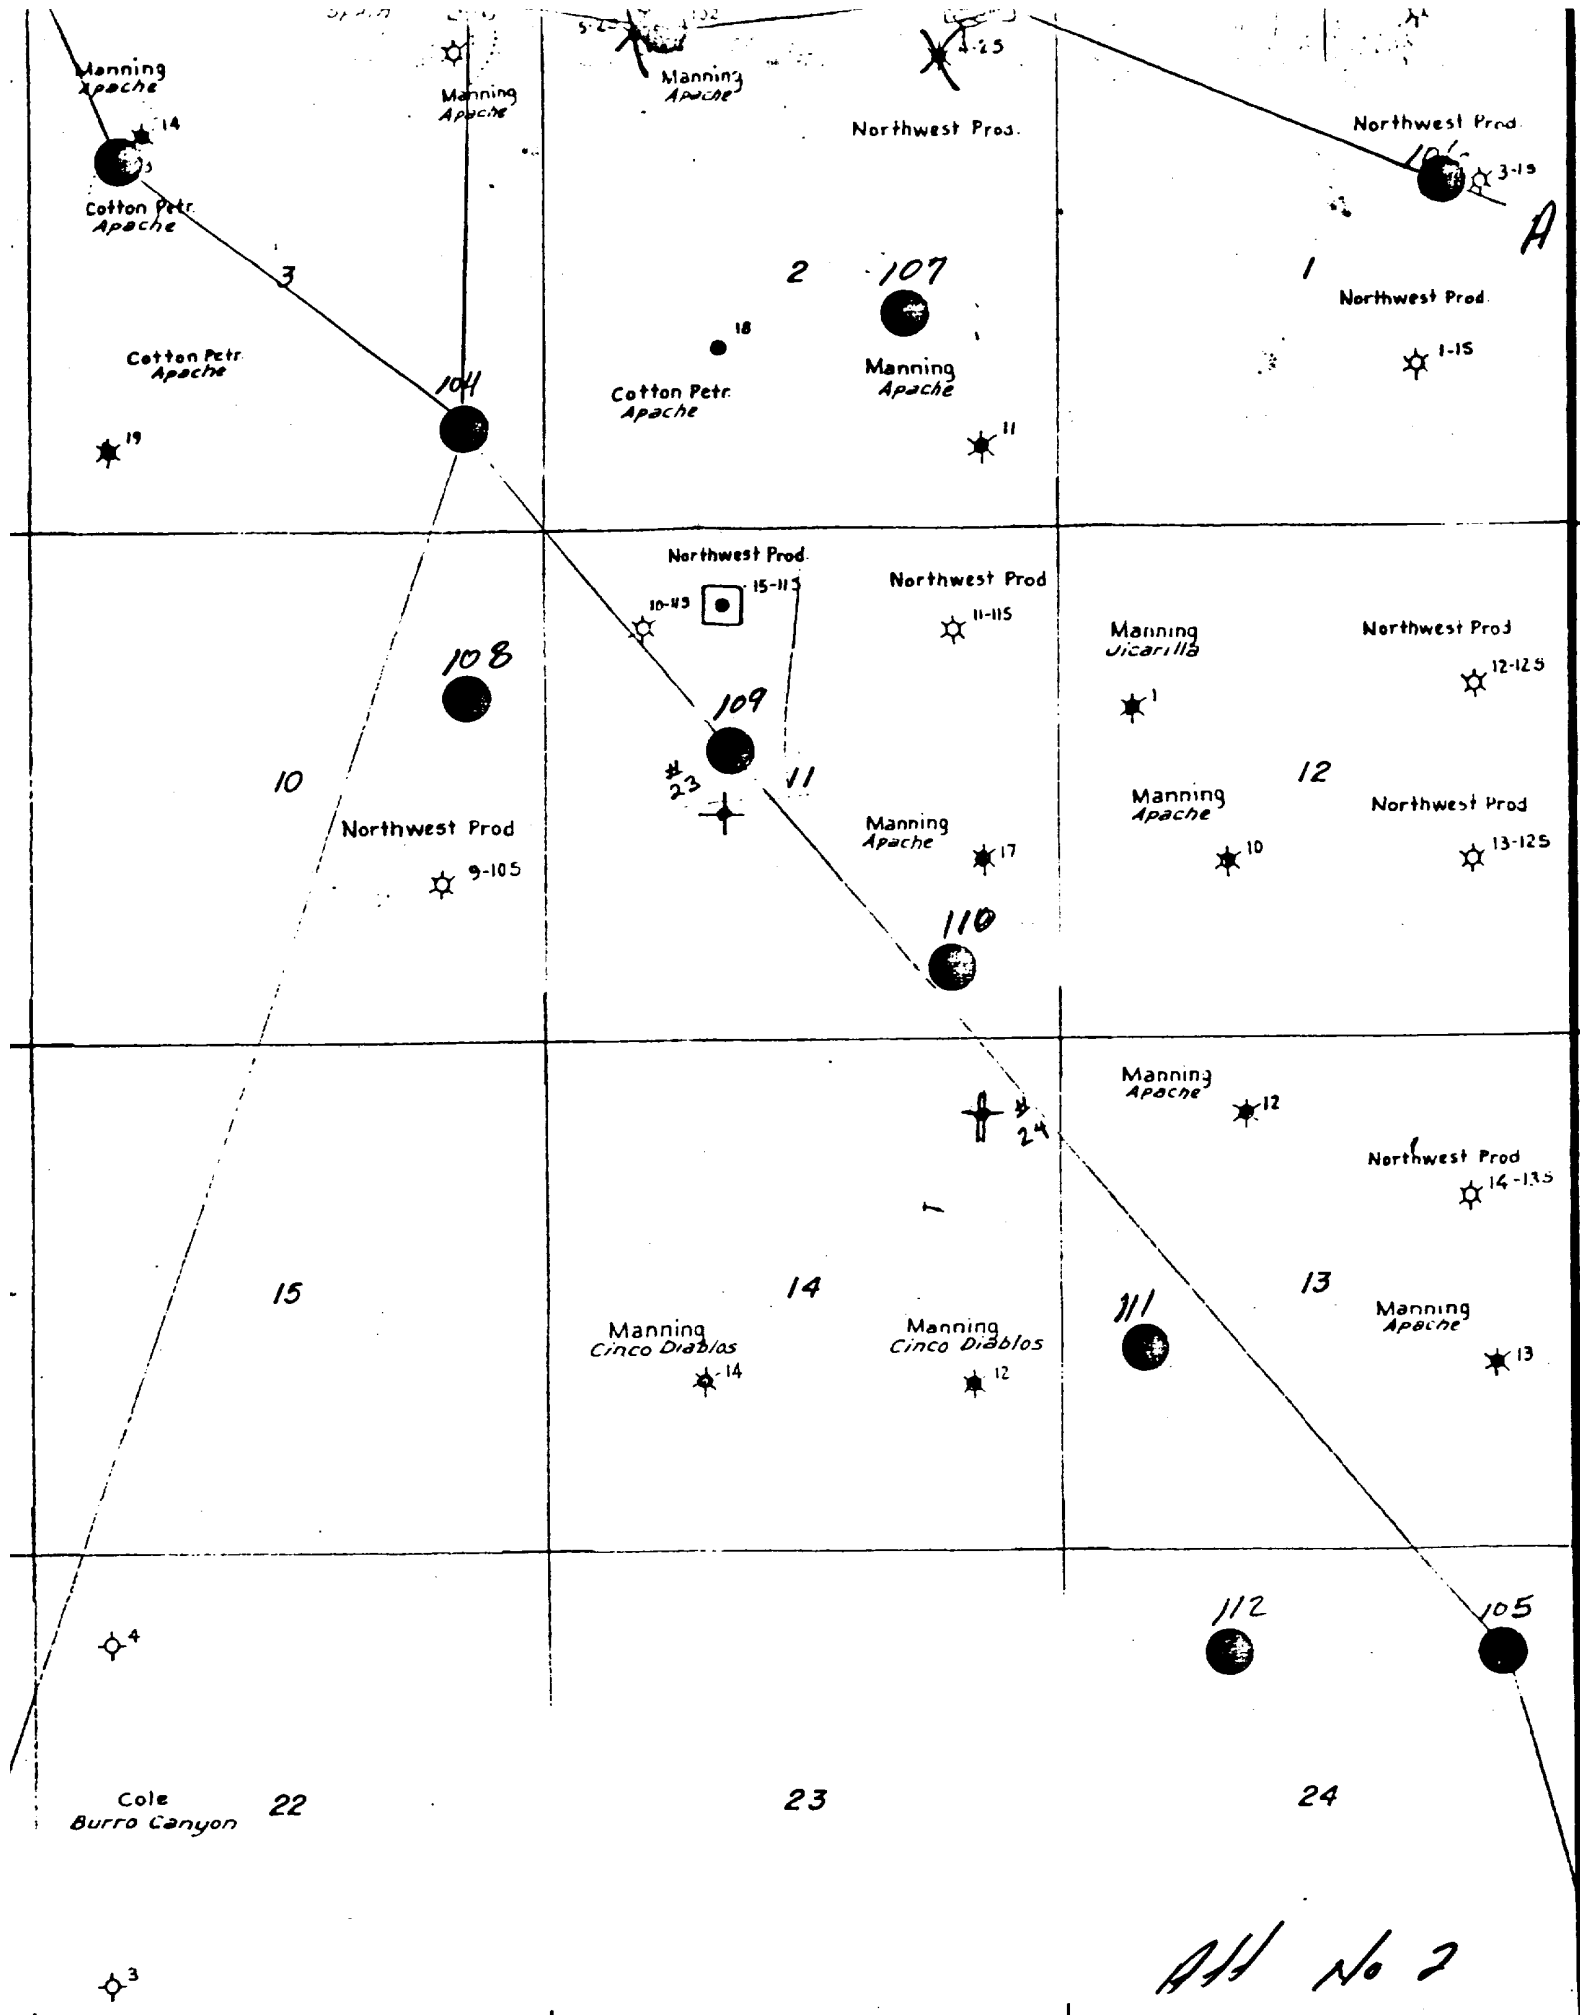 Manning
Apache
14
Cotton Petr.
Apache
Manning
Apache
Manning
Apache
Northwest Prod.
Northwest Prod.
3-15
A
3
2
107
1
Northwest Prod.
1-15
Cotton Petr.
Apache
19
104
18
Cotton Petr.
Apache
Manning
Apache
11
Northwest Prod.
15-115
Northwest Prod
11-115
Manning
Jicarilla
1
Northwest Prod
12-125
108
109
# 23
10
11
12
Northwest Prod
9-105
Manning
Apache
17
Manning
Apache
10
Northwest Prod
13-125
110
Manning
Apache
12
# 24
Northwest Prod
14-135
15
14
13
111
Manning
Cinco Diablos
14
Manning
Cinco Diablos
12
Manning
Apache
13
112
105
4
Cole
Burro Canyon
22
23
24
3
Att No 2